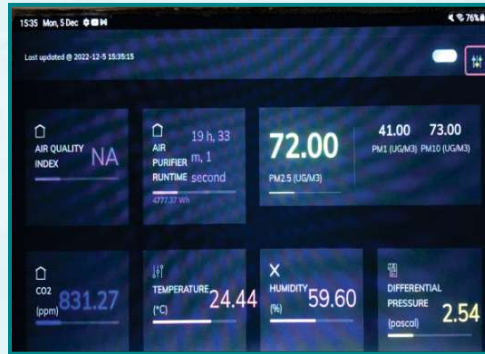 15:35 Mon, 5 Dec
76%
Last updated @ 2022-12-5 15:35:15
AIR QUALITY
INDEX
NA
AIR
PURIFIER
RUNTIME
19 h, 33
m, 1
second
4777.37 Wh
72.00
PM2.5 (UG/M3)
41.00
PM1 (UG/M3)
73.00
PM10 (UG/M3)
CO2
(ppm)
831.27
TEMPERATURE
(°C)
24.44
HUMIDITY
(%)
59.60
DIFFERENTIAL
PRESSURE
(pascal)
2.54